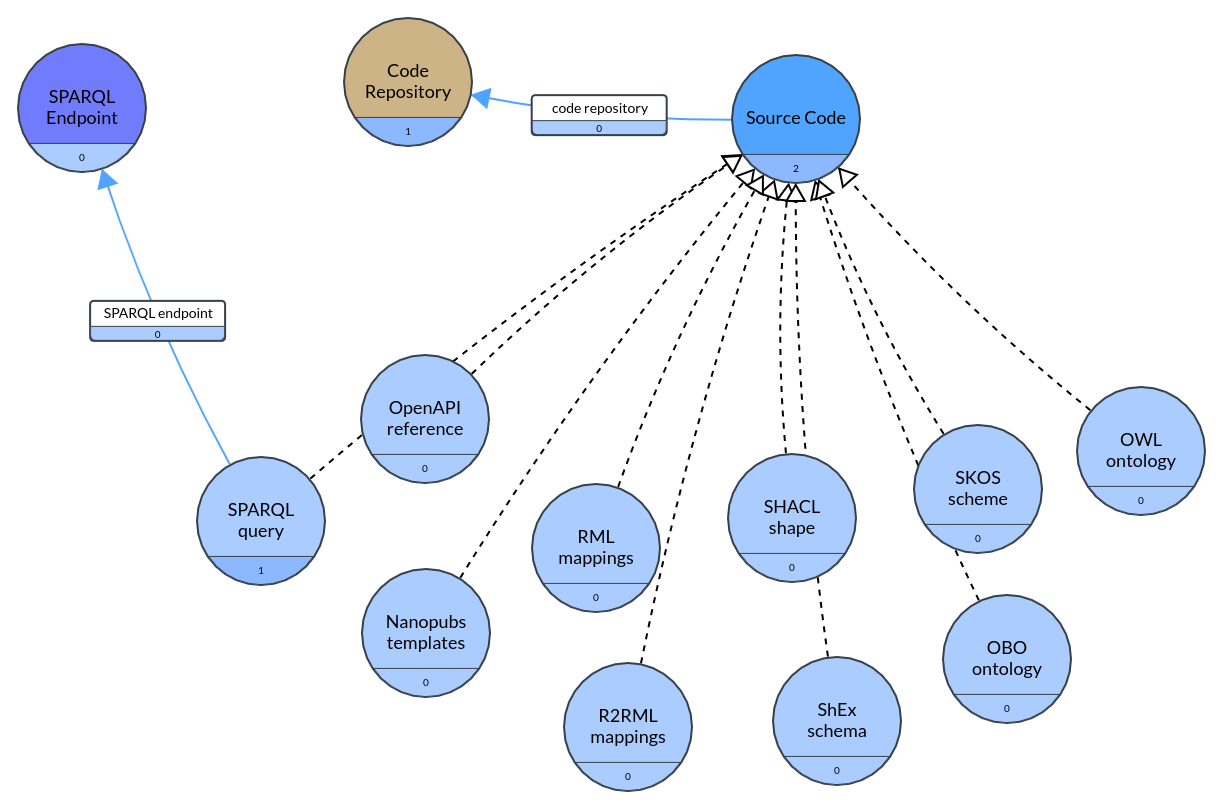 SPARQL
Endpoint
0
Code
Repository
1
code repository
0
Source Code
2
SPARQL endpoint
0
OpenAPI
reference
0
SPARQL
query
1
OWL
ontology
0
SKOS
scheme
0
SHACL
shape
0
RML
mappings
0
Nanopubs
templates
0
OBO
ontology
0
R2RML
mappings
0
ShEx
schema
0